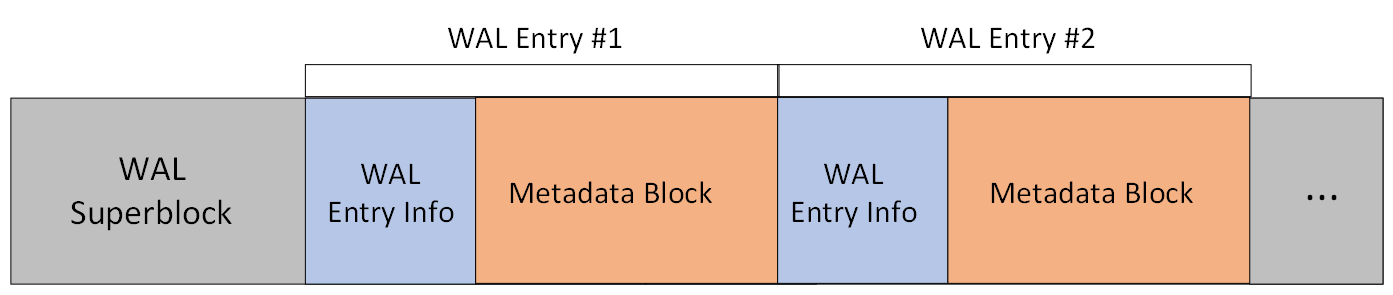 WAL Entry #1
WAL Entry #2
WAL
Superblock
WAL
Entry Info
Metadata Block
WAL
Entry Info
Metadata Block
...